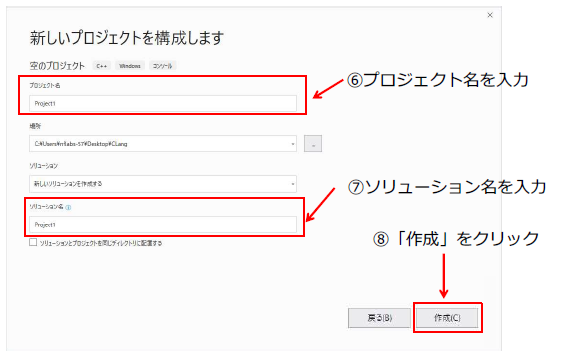 新しいプロジェクトを構成します
空のプロジェクト C++ Windows コンソール
プロジェクト名
Project1
⑥プロジェクト名を入力
場所
C:¥Users¥nflabs-57¥Desktop¥CLang
...
ソリューション
新しいソリューションを作成する
⑦ソリューション名を入力
ソリューション名
Project1
ソリューションとプロジェクトを同じディレクトリに配置する
⑧「作成」をクリック
戻る(B)
作成(C)